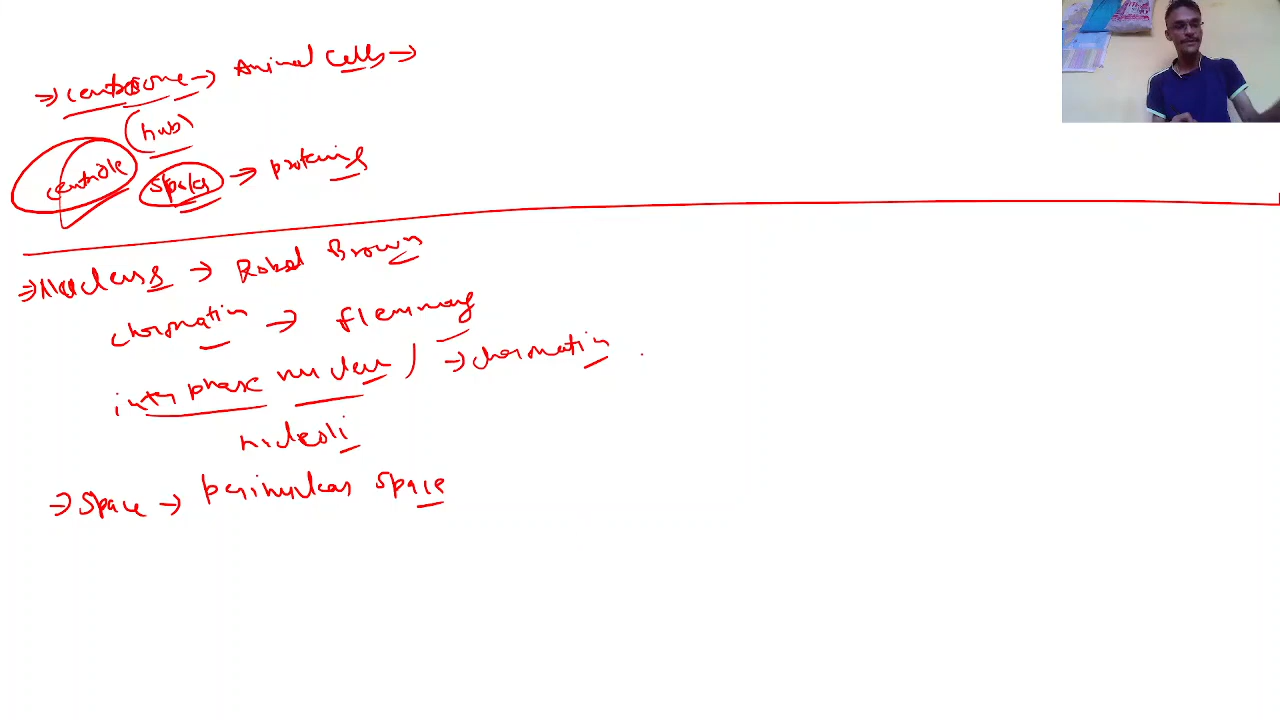 ⇒ centrosome → Animal Cells →
(hub)
centriole spokes → proteins
⇒ Nucleus → Robert Brown
chromatin → flemming
interphase nucleus ) → chromatin
nucleoli
⇒ Space → perinuclear space